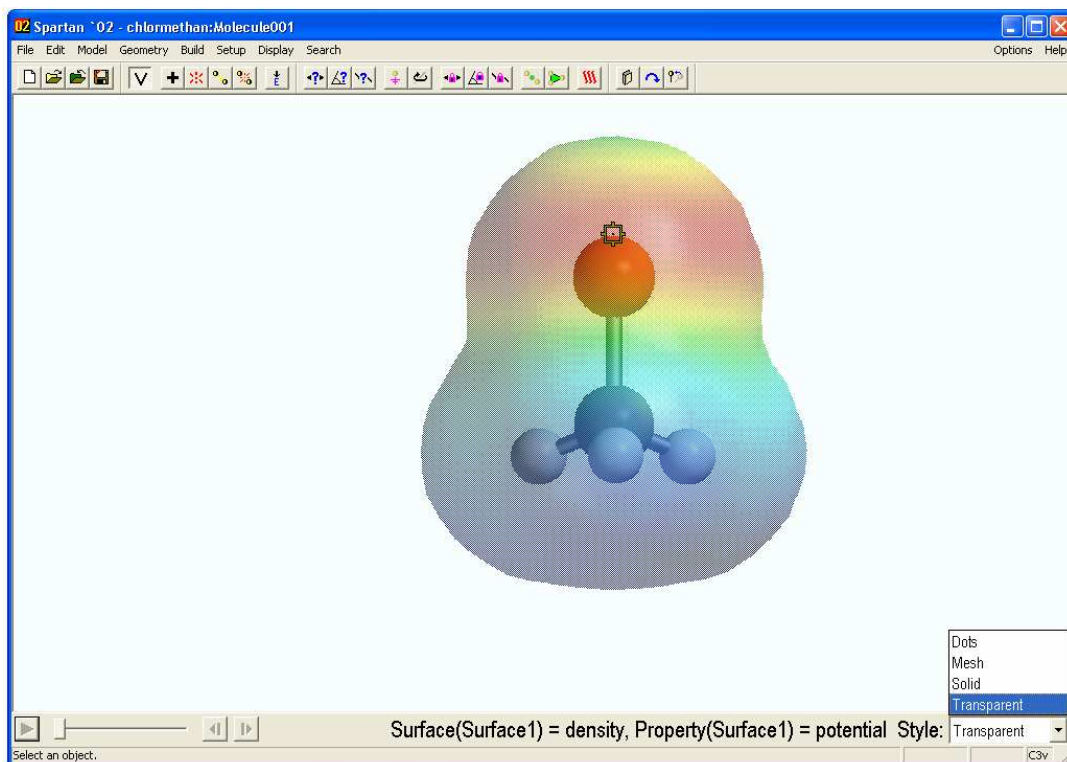 Spartan `02 - chlormethan:Molecule001
File Edit Model Geometry Build Setup Display Search Options Help
Dots
Mesh
Solid
Transparent
Surface(Surface1) = density, Property(Surface1) = potential Style: Transparent
Select an object. C3v